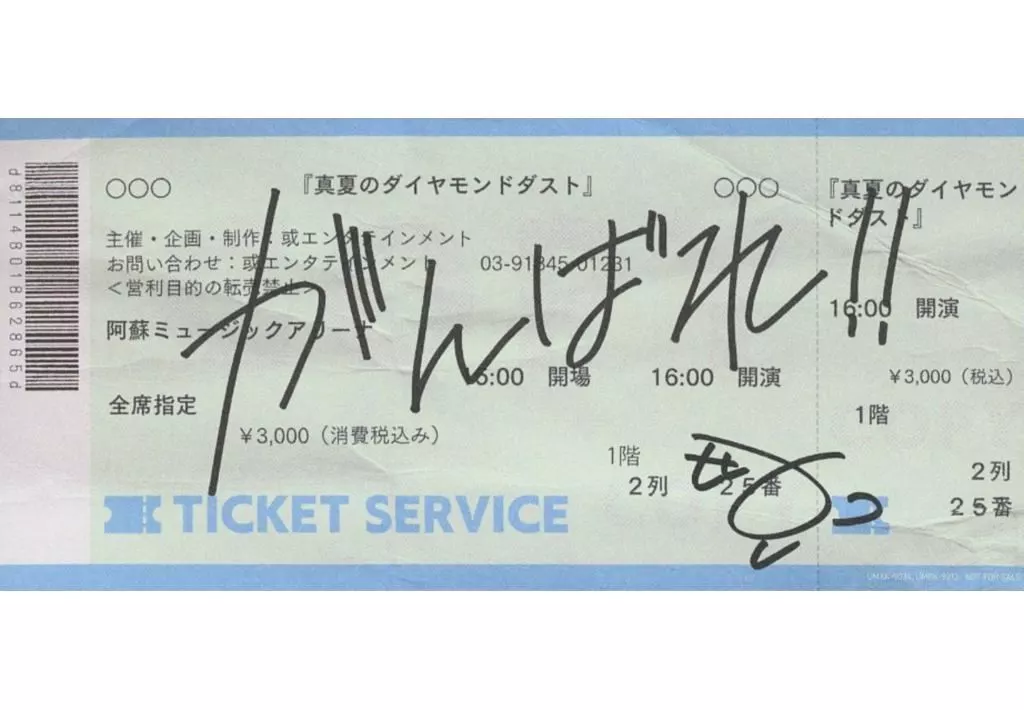 d8114801862865d
○○○ 『真夏のダイヤモンドダスト』 ○○○
主催・企画・制作:或エンタテインメント
お問い合わせ:或エンタテインメント 03-91345-01231
<営利目的の転売禁止>
阿蘇ミュージックアリーナ
がんばれ!!
15:00 開場 16:00 開演
全席指定
¥3,000(消費税込み)
1階
2列 25番
TICKET SERVICE
『真夏のダイヤモン
ドダスト』
16:00 開演
¥3,000(税込)
1階
2列
25番